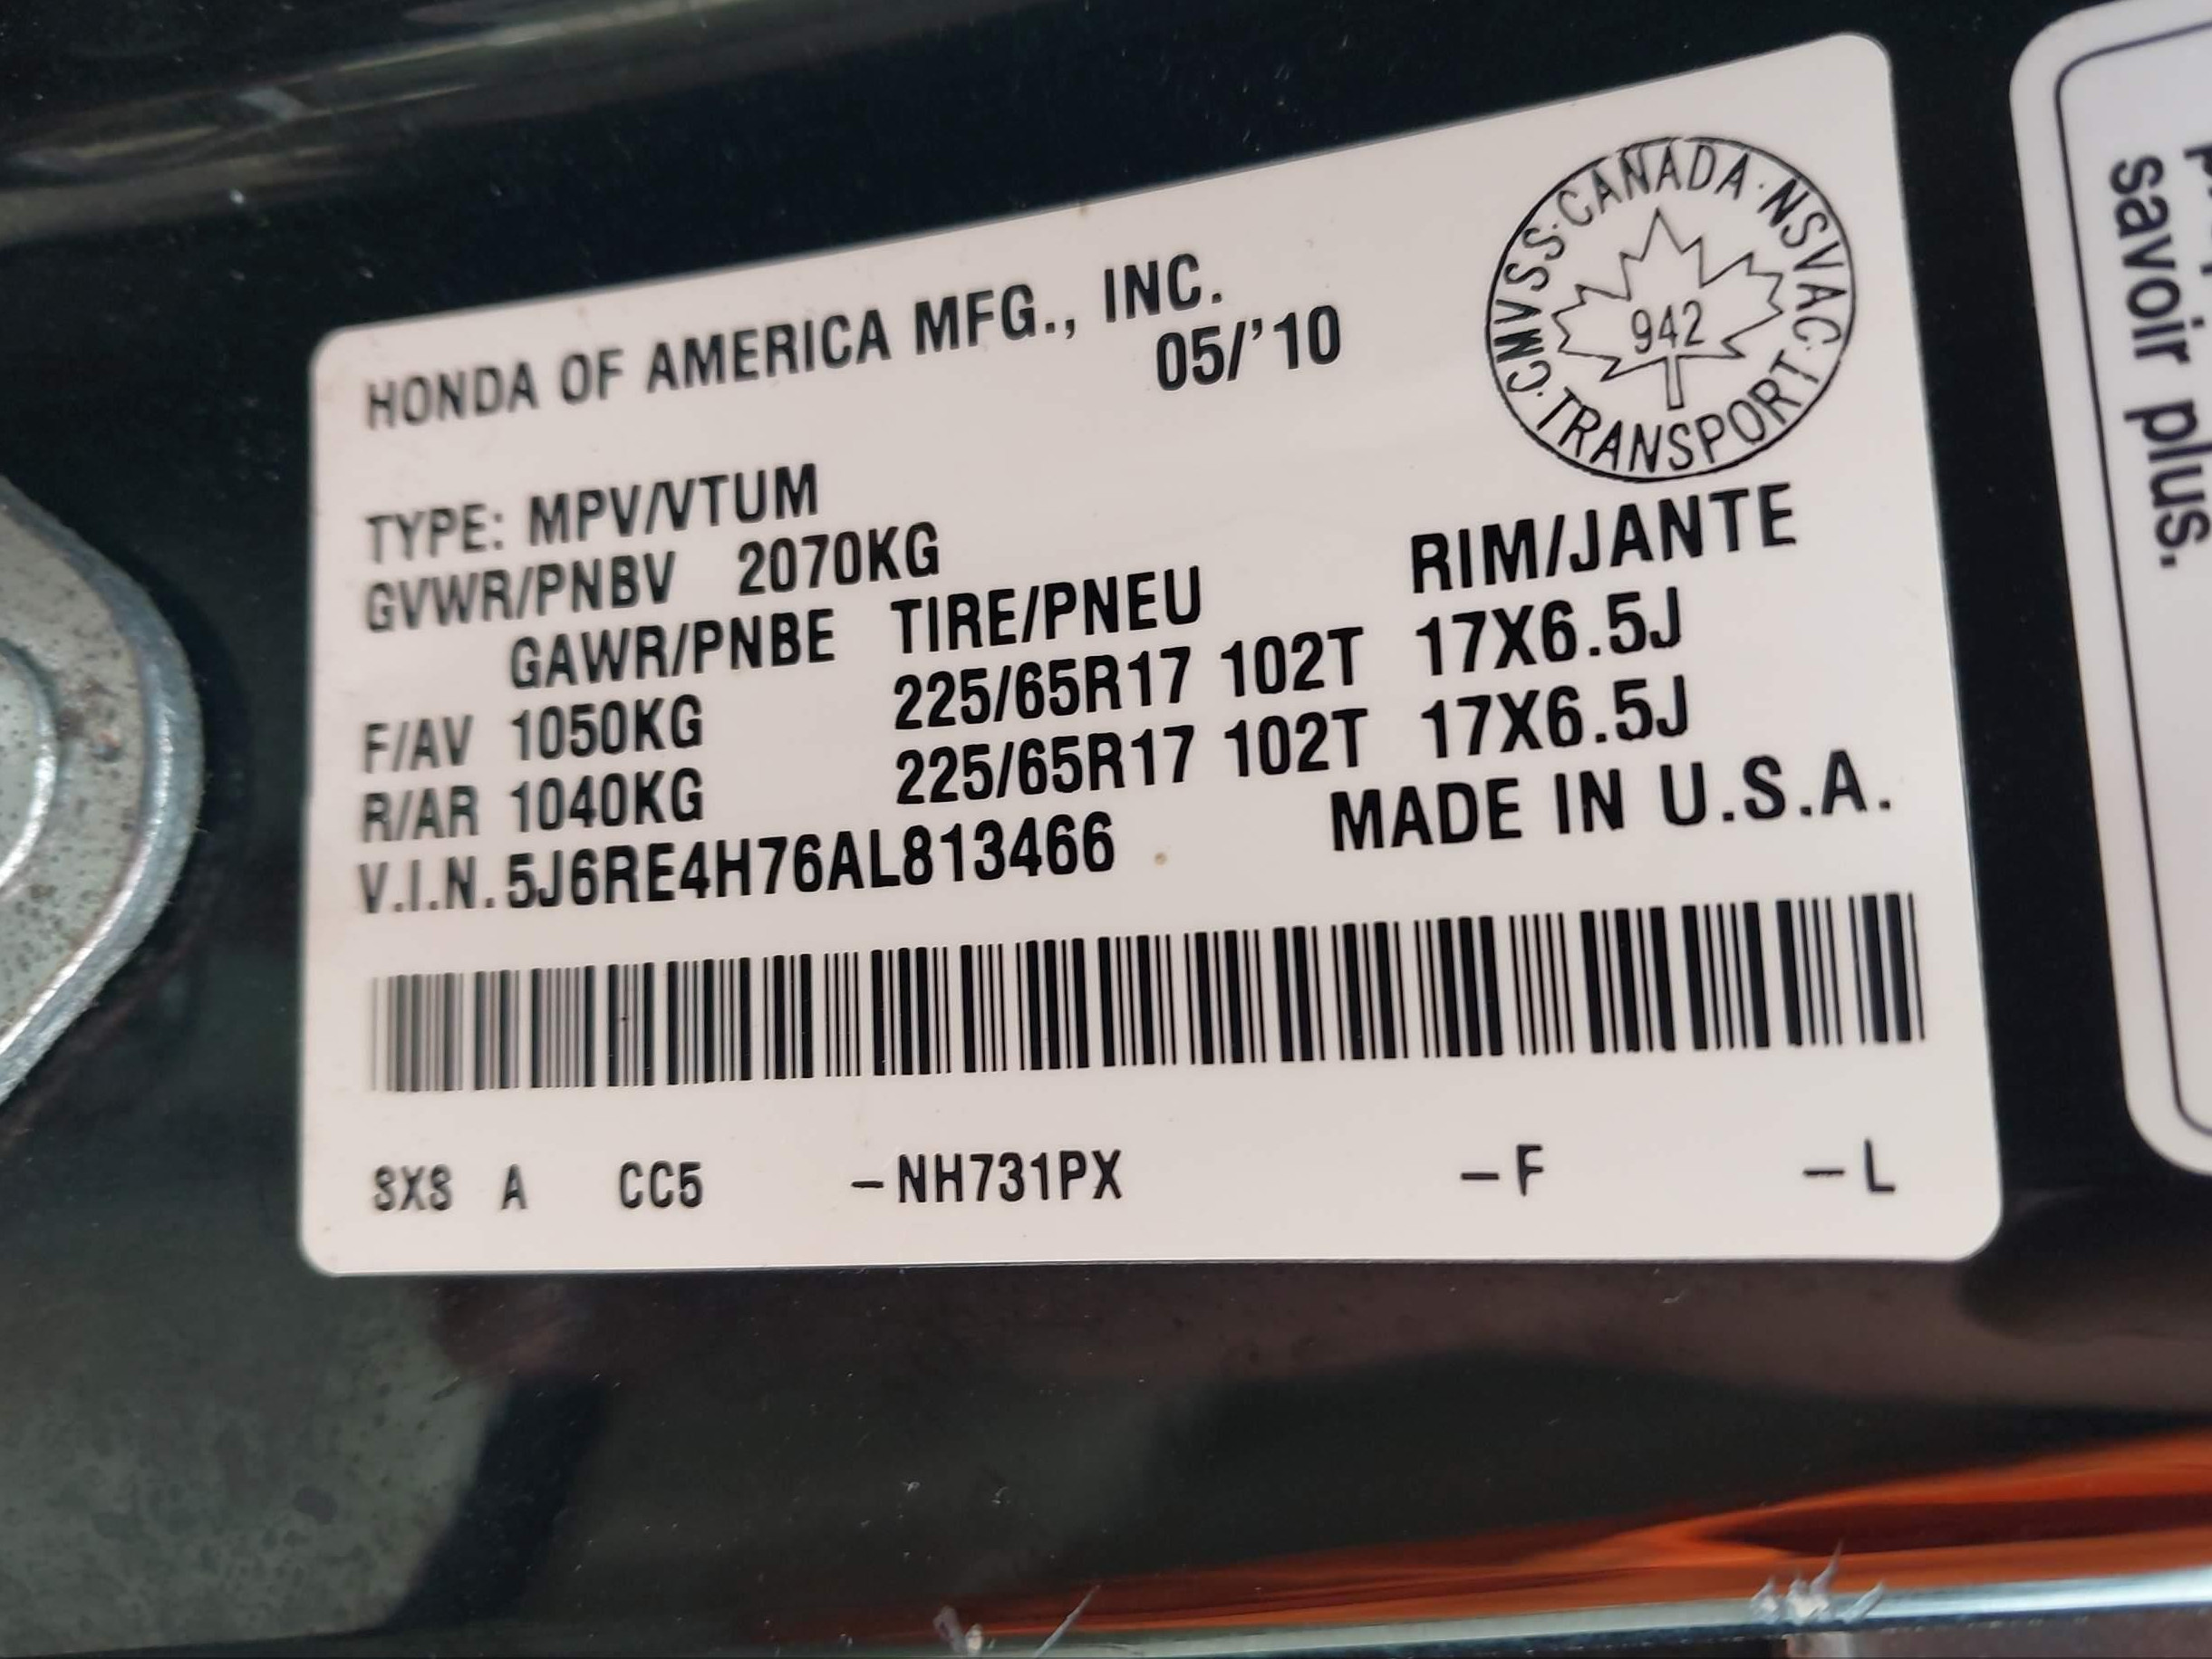 HONDA OF AMERICA MFG., INC.
05/'10
CMVSS·CANADA·NSVAC·TRANSPORT
942
TYPE: MPV/VTUM
GVWR/PNBV 2070KG
GAWR/PNBE TIRE/PNEU RIM/JANTE
F/AV 1050KG 225/65R17 102T 17X6.5J
R/AR 1040KG 225/65R17 102T 17X6.5J
V.I.N. 5J6RE4H76AL813466 MADE IN U.S.A.
SXS A CC5 –NH731PX –F –L
savoir plus.